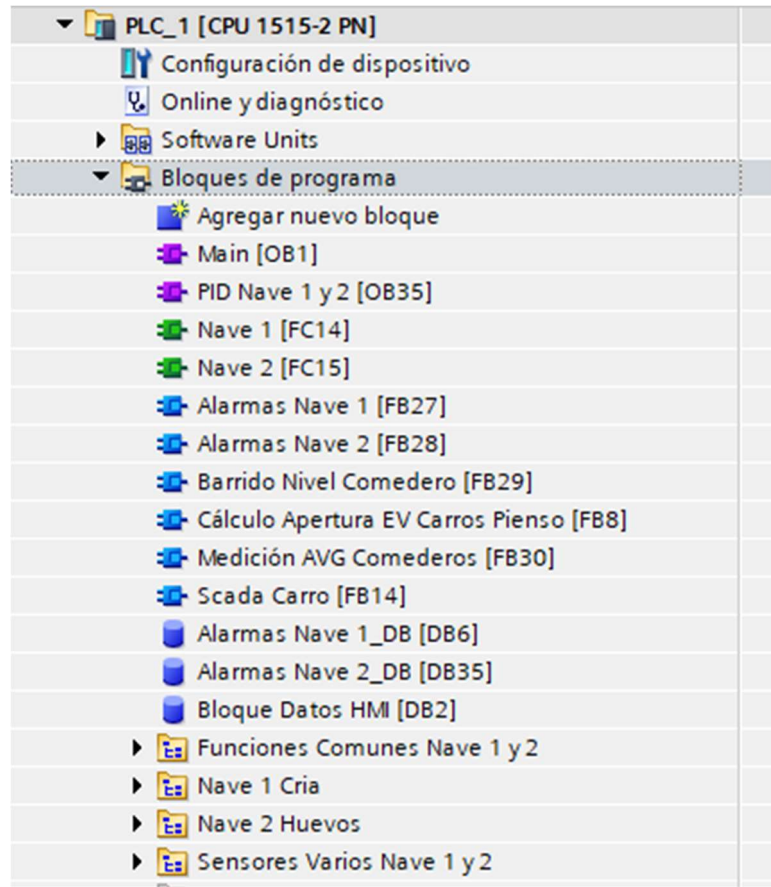 PLC_1 [CPU 1515-2 PN]
Configuración de dispositivo
Online y diagnóstico
Software Units
Bloques de programa
Agregar nuevo bloque
Main [OB1]
PID Nave 1 y 2 [OB35]
Nave 1 [FC14]
Nave 2 [FC15]
Alarmas Nave 1 [FB27]
Alarmas Nave 2 [FB28]
Barrido Nivel Comedero [FB29]
Cálculo Apertura EV Carros Pienso [FB8]
Medición AVG Comederos [FB30]
Scada Carro [FB14]
Alarmas Nave 1_DB [DB6]
Alarmas Nave 2_DB [DB35]
Bloque Datos HMI [DB2]
Funciones Comunes Nave 1 y 2
Nave 1 Cria
Nave 2 Huevos
Sensores Varios Nave 1 y 2